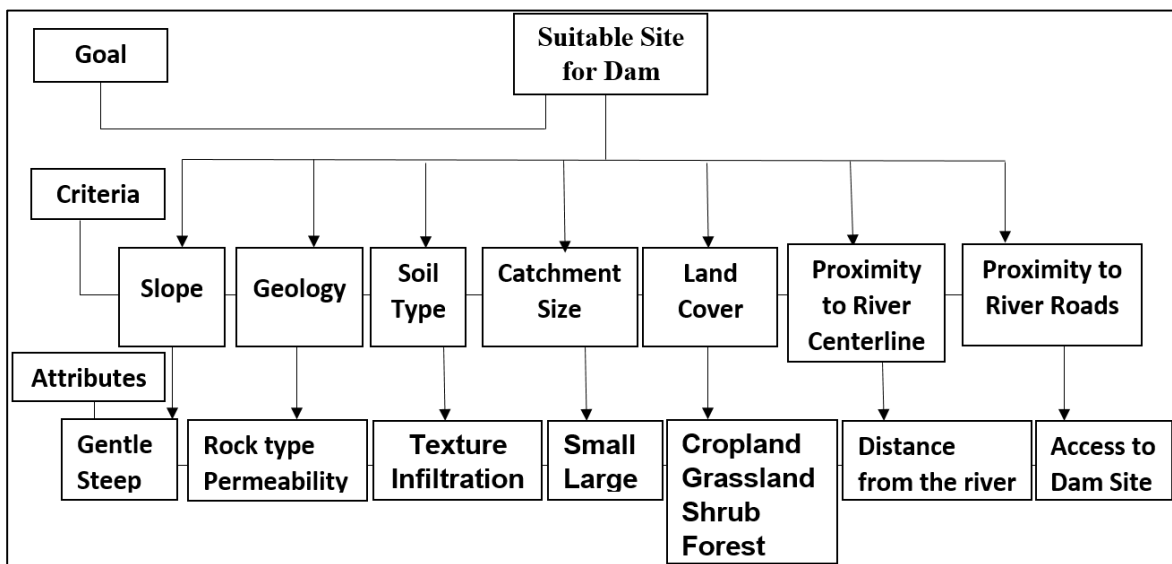 Goal
Suitable Site
for Dam
Criteria
Slope
Geology
Soil
Type
Catchment
Size
Land
Cover
Proximity
to River
Centerline
Proximity to
River Roads
Attributes
Gentle
Steep
Rock type
Permeability
Texture
Infiltration
Small
Large
Cropland
Grassland
Shrub
Forest
Distance
from the river
Access to
Dam Site